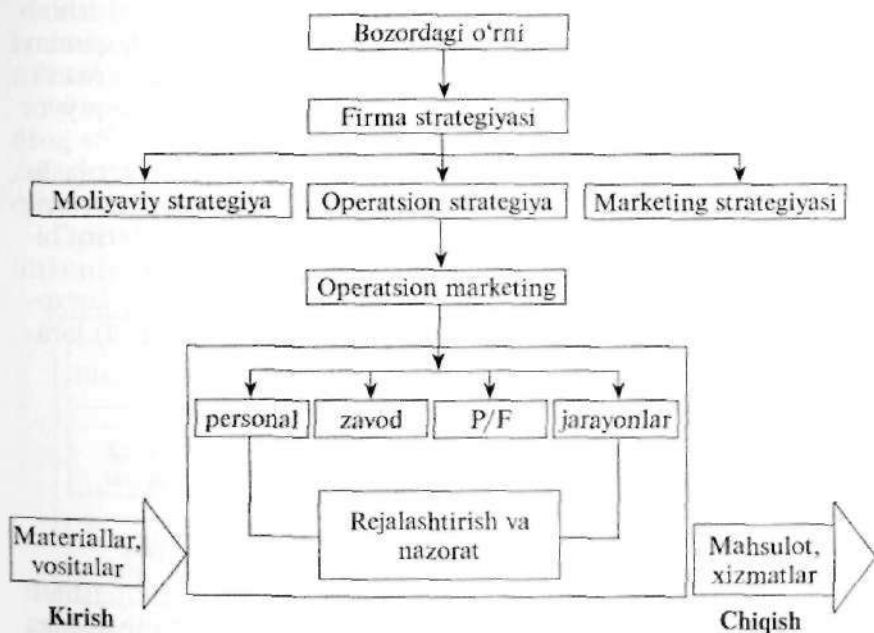 Bozordagi o‘rni
Firma strategiyasi
Moliyaviy strategiya
Operatsion strategiya
Marketing strategiyasi
Operatsion marketing
personal
zavod
P/F
jarayonlar
Rejalashtirish va
nazorat
Materiallar,
vositalar
Kirish
Mahsulot,
xizmatlar
Chiqish